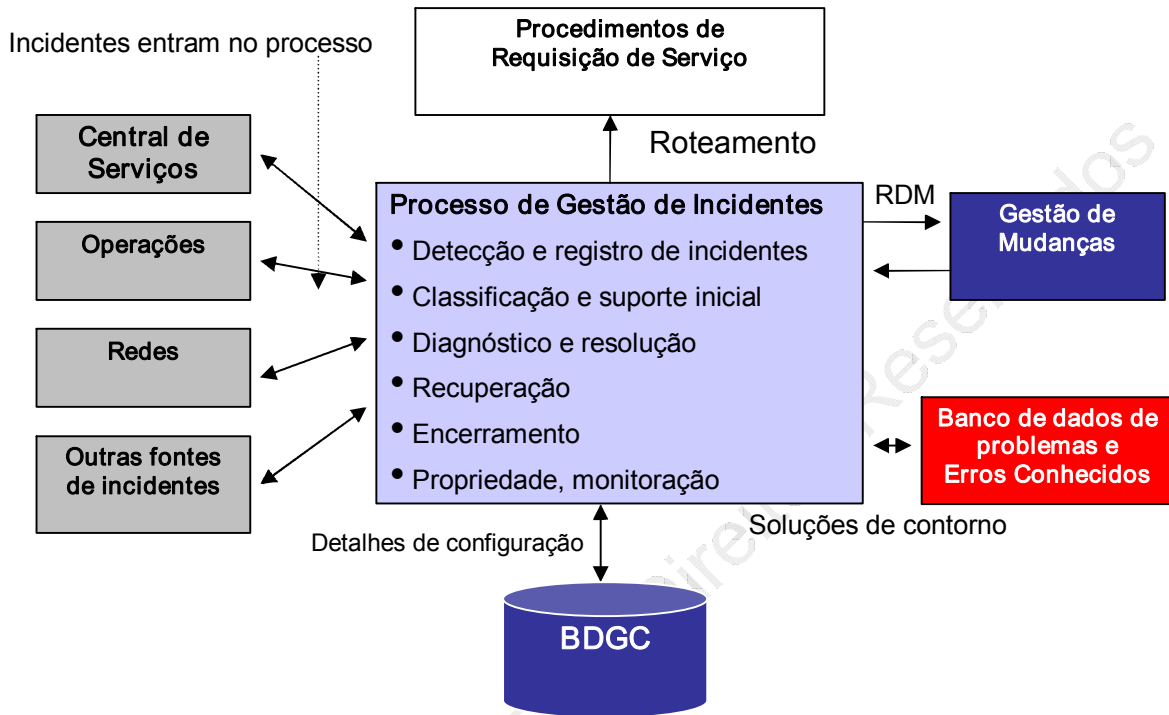 Procedimentos de
Requisição de Serviço
Incidentes entram no processo
Roteamento
Central de
Serviços
Operações
Redes
Outras fontes
de incidentes
Processo de Gestão de Incidentes
• Detecção e registro de incidentes
• Classificação e suporte inicial
• Diagnóstico e resolução
• Recuperação
• Encerramento
• Propriedade, monitoração
RDM
Gestão de
Mudanças
Banco de dados de
problemas e
Erros Conhecidos
Soluções de contorno
Detalhes de configuração
BDGC